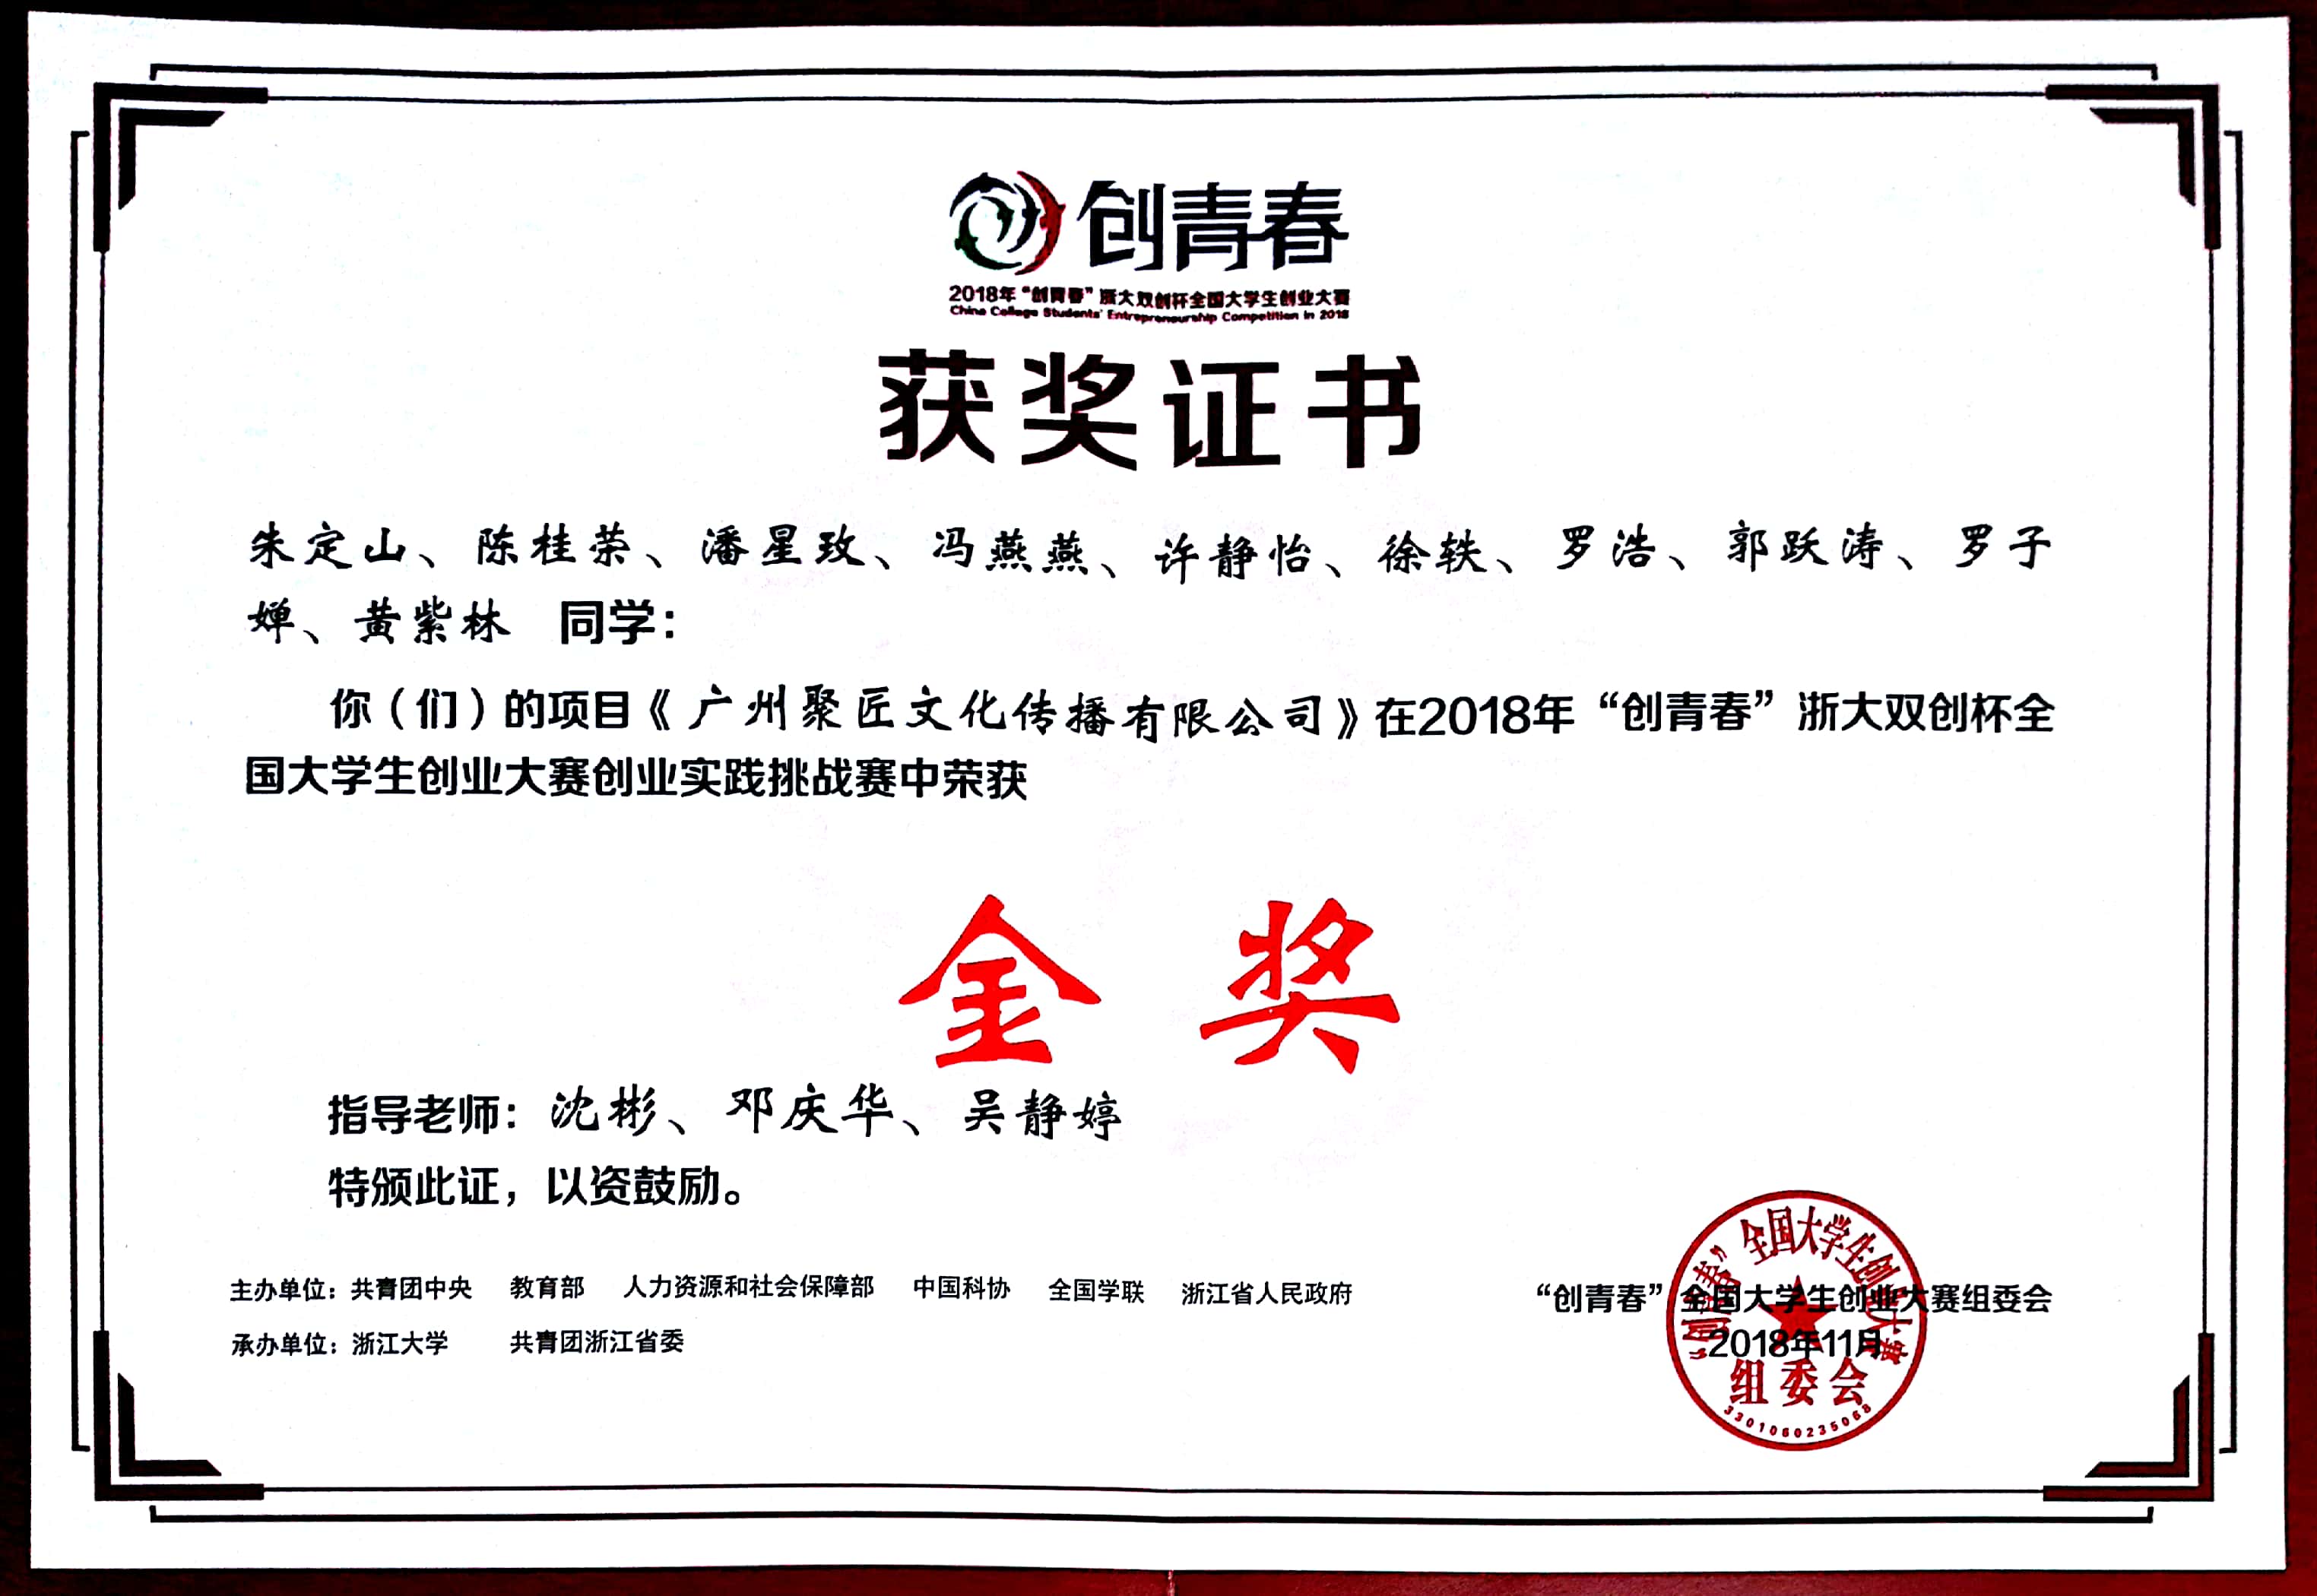 创青春
2018年“创青春”浙大双创杯全国大学生创业大赛
China College Students' Entrepreneurship Competition in 2018
获奖证书
朱定山、陈桂荣、潘星玫、冯燕燕、许静怡、徐轶、罗浩、郭跃涛、罗子
婵、黄紫林 同学：
你（们）的项目《广州聚匠文化传播有限公司》在2018年“创青春”浙大双创杯全
国大学生创业大赛创业实践挑战赛中荣获
金奖
指导老师：沈彬、邓庆华、吴静婷
特颁此证，以资鼓励。
主办单位：共青团中央 教育部 人力资源和社会保障部 中国科协 全国学联 浙江省人民政府
承办单位：浙江大学 共青团浙江省委
“创青春”全国大学生创业大赛组委会
2018年11月
“创青春”全国大学生创业大赛
组委会
3301060235068